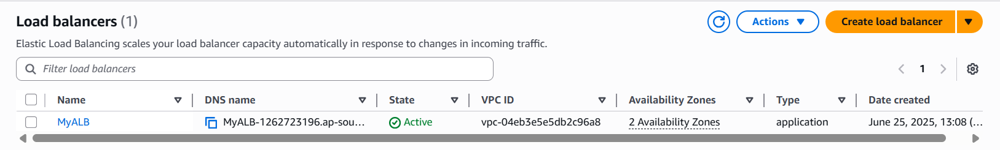 Load balancers (1)
Actions
Create load balancer
Elastic Load Balancing scales your load balancer capacity automatically in response to changes in incoming traffic.
Filter load balancers
1
Name DNS name State VPC ID Availability Zones Type Date created
MyALB MyALB-1262723196.ap-sou... Active vpc-04eb3e5e5db2c96a8 2 Availability Zones application June 25, 2025, 13:08 (...